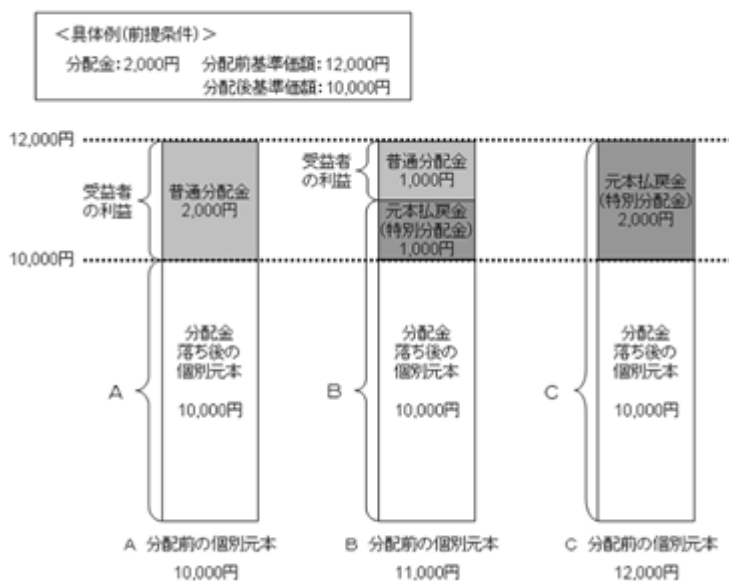 <具体例(前提条件)>
分配金:2,000円 分配前基準価額:12,000円
分配後基準価額:10,000円
12,000円
10,000円
受益者
の利益
普通分配金
2,000円
A
分配金
落ち後の
個別元本
10,000円
A 分配前の個別元本
10,000円
受益者
の利益
普通分配金
1,000円
元本払戻金
(特別分配金)
1,000円
B
分配金
落ち後の
個別元本
10,000円
B 分配前の個別元本
11,000円
元本払戻金
(特別分配金)
2,000円
C
分配金
落ち後の
個別元本
10,000円
C 分配前の個別元本
12,000円